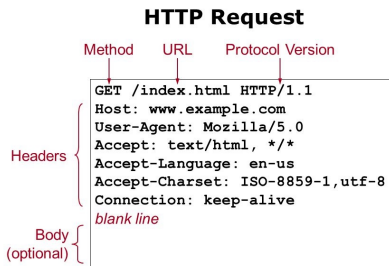 HTTP Request
Method URL Protocol Version
GET /index.html HTTP/1.1
Host: www.example.com
User-Agent: Mozilla/5.0
Headers
Accept: text/html, */*
Accept-Language: en-us
Accept-Charset: ISO-8859-1,utf-8
Connection: keep-alive
blank line
Body
(optional)